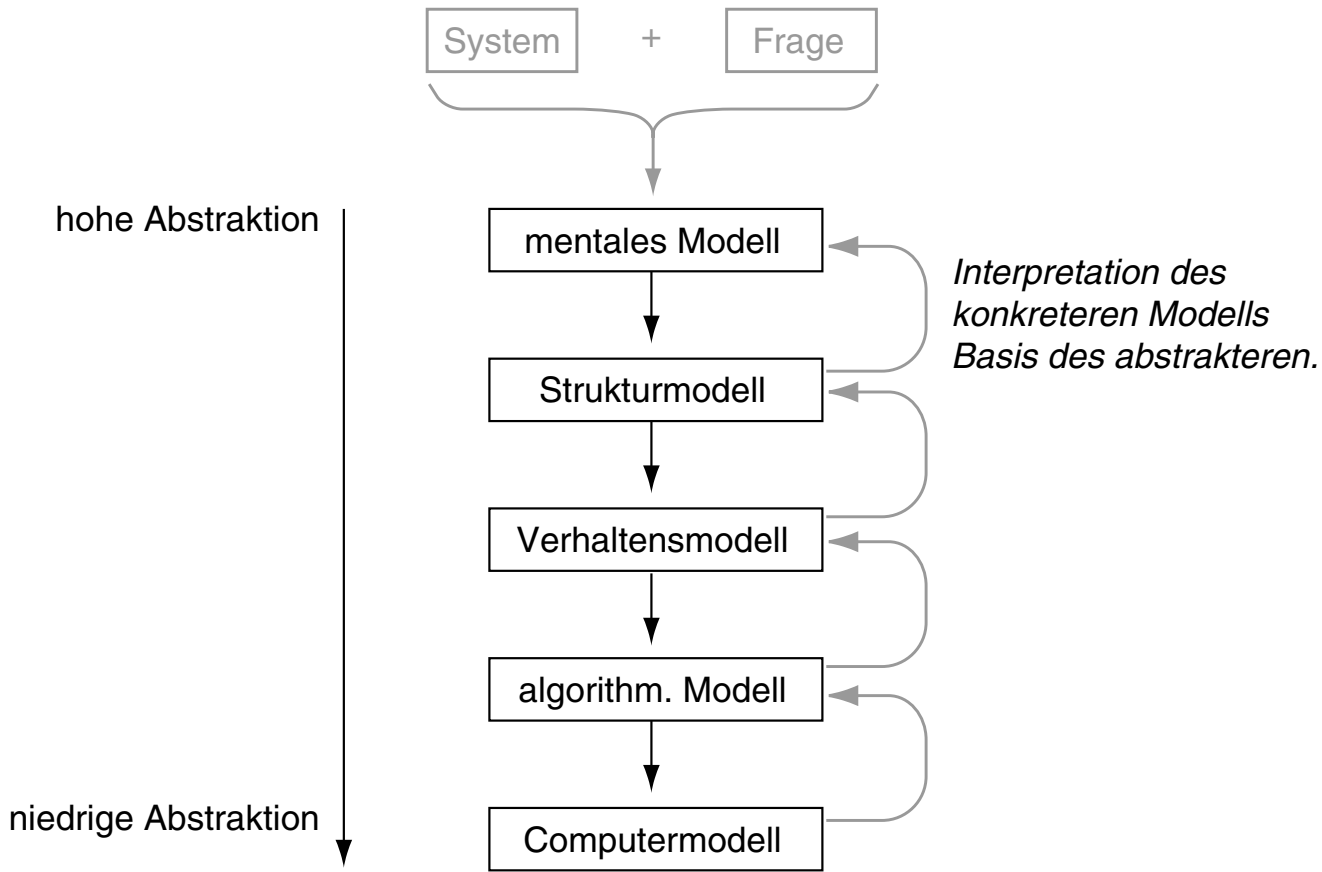 System + Frage
hohe Abstraktion
mentales Modell
Interpretation des
konkreteren Modells
Basis des abstrakteren.
Strukturmodell
Verhaltensmodell
algorithm. Modell
niedrige Abstraktion
Computermodell